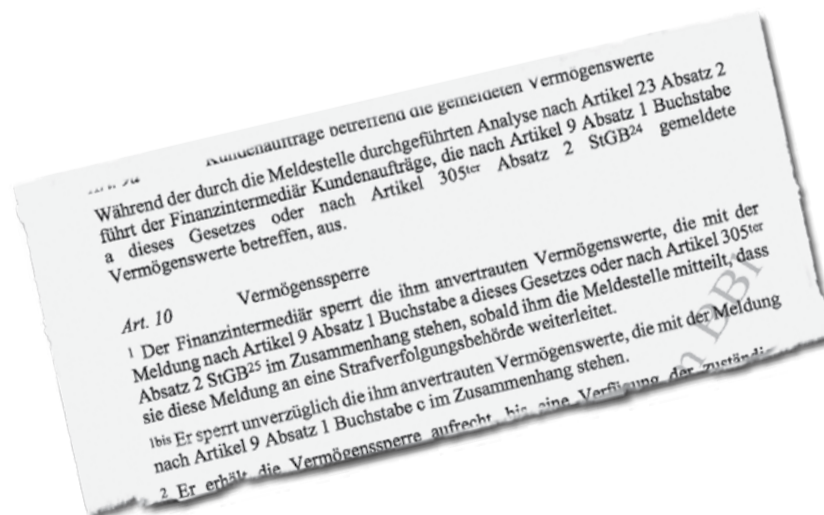 Kundenaufträge betreffend die gemeldeten Vermögenswerte
Während der durch die Meldestelle durchgeführten Analyse nach Artikel 23 Absatz 2
führt der Finanzintermediär Kundenaufträge, die nach Artikel 9 Absatz 1 Buchstabe
a dieses Gesetzes oder nach Artikel 305ter Absatz 2 StGB24 gemeldete
Vermögenswerte betreffen, aus.
Art. 10 Vermögenssperre
1 Der Finanzintermediär sperrt die ihm anvertrauten Vermögenswerte, die mit der
Meldung nach Artikel 9 Absatz 1 Buchstabe a dieses Gesetzes oder nach Artikel 305ter
Absatz 2 StGB25 im Zusammenhang stehen, sobald ihm die Meldestelle mitteilt, dass
sie diese Meldung an eine Strafverfolgungsbehörde weiterleitet.
1bis Er sperrt unverzüglich die ihm anvertrauten Vermögenswerte, die mit der Meldung
nach Artikel 9 Absatz 1 Buchstabe c im Zusammenhang stehen.
2 Er erhält die Vermögenssperre aufrecht, bis eine Verfügung der
BBl